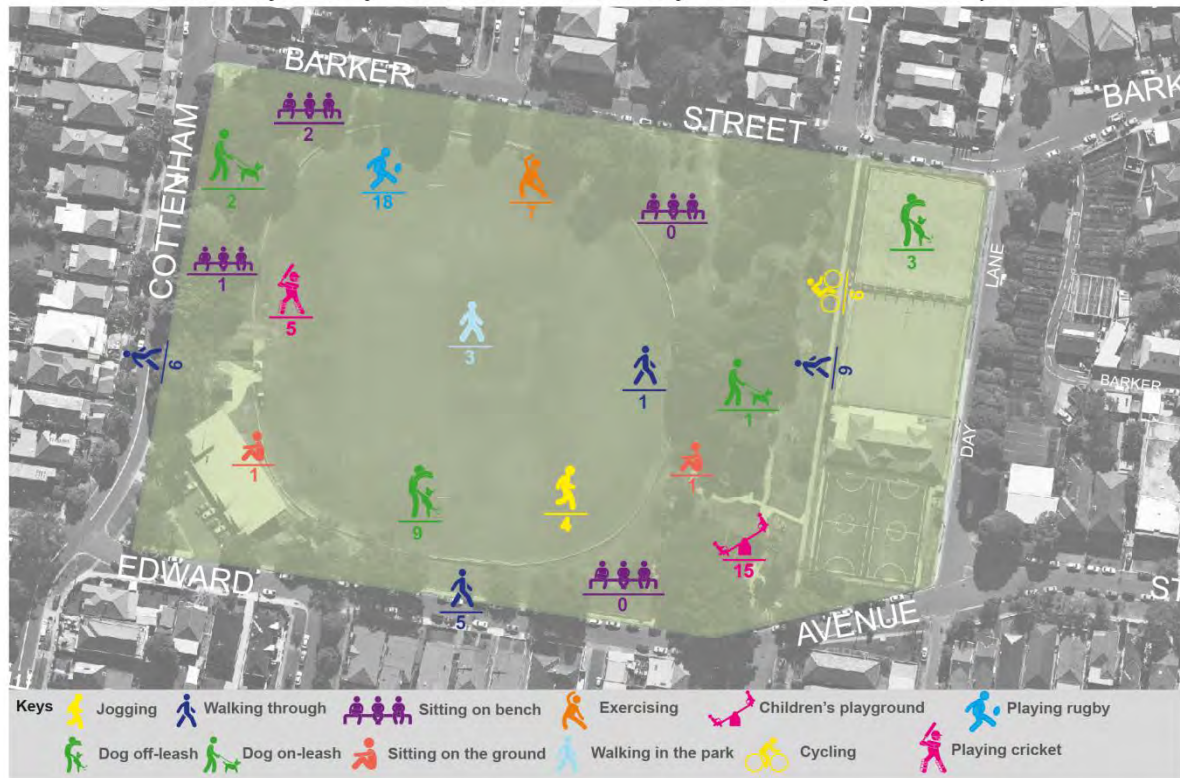 BARKER
STREET
BARK
2
COTTENHAM
2
18
7
0
3
LANE
1
5
3
1
1
BARKER
1
1
DAY
9
4
15
EDWARD
0
5
AVENUE
ST
Keys
Jogging
Walking through
Sitting on bench
Exercising
Children's playground
Playing rugby
Dog off-leash
Dog on-leash
Sitting on the ground
Walking in the park
Cycling
Playing cricket